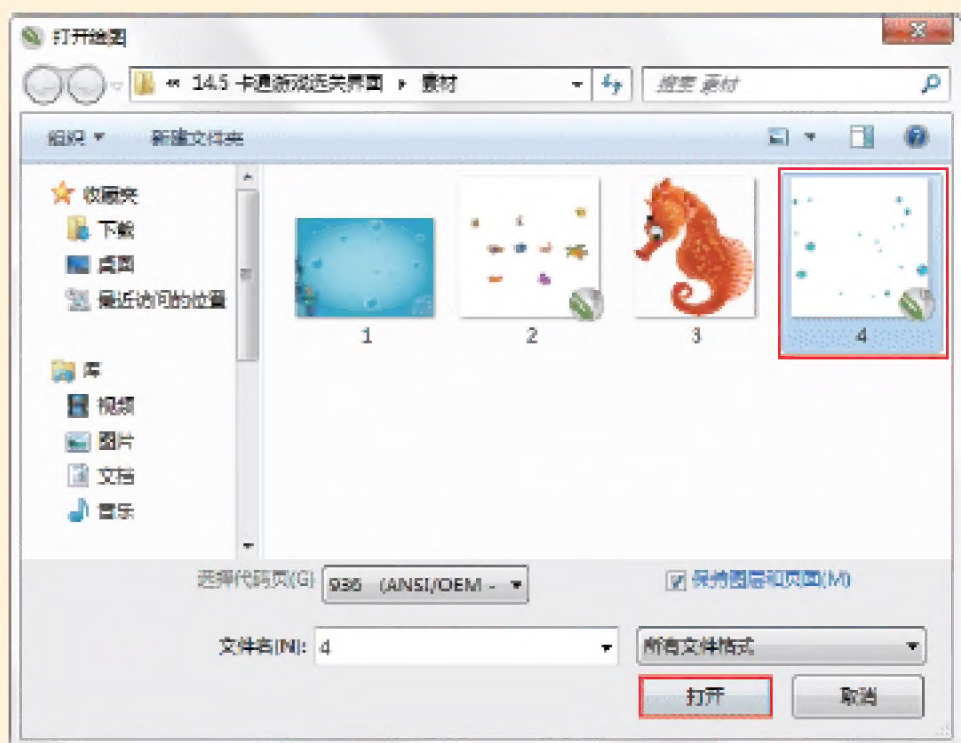 打开绘图
« 14.5 卡通游戏选关界面 ▸ 素材
搜索 素材
组织 新建文件夹
收藏夹
下载
桌面
最近访问的位置
库
视频
图片
文档
音乐
1 2 3 4
选择代码页(G) 936 (ANSI/OEM - 保持图层和页面(M)
文件名(N): 4 所有文件格式
打开 取消